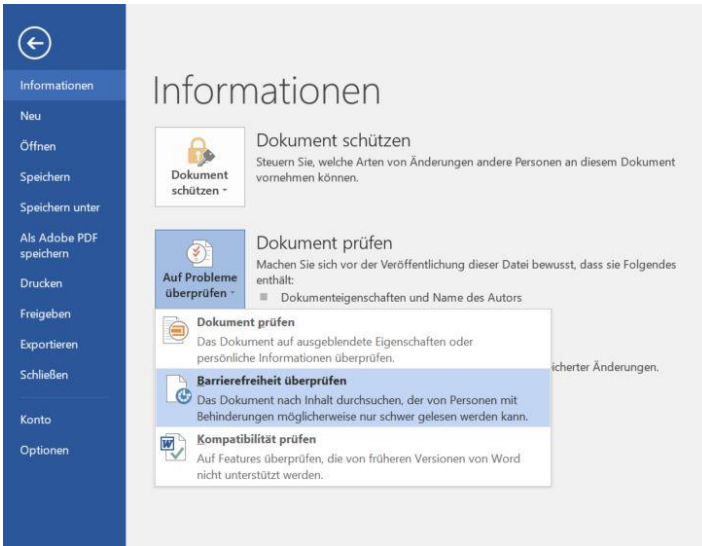 Informationen
Neu
Öffnen
Speichern
Speichern unter
Als Adobe PDF
speichern
Drucken
Freigeben
Exportieren
Schließen
Konto
Optionen
Informationen
Dokument
schützen
Dokument schützen
Steuern Sie, welche Arten von Änderungen andere Personen an diesem Dokument
vornehmen können.
Auf Probleme
überprüfen
Dokument prüfen
Machen Sie sich vor der Veröffentlichung dieser Datei bewusst, dass sie Folgendes
enthält:
Dokumenteigenschaften und Name des Autors
Dokument prüfen
Das Dokument auf ausgeblendete Eigenschaften oder
persönliche Informationen überprüfen.
Barrierefreiheit überprüfen
Das Dokument nach Inhalt durchsuchen, der von Personen mit
Behinderungen möglicherweise nur schwer gelesen werden kann.
Kompatibilität prüfen
Auf Features überprüfen, die von früheren Versionen von Word
nicht unterstützt werden.
icherter Änderungen.